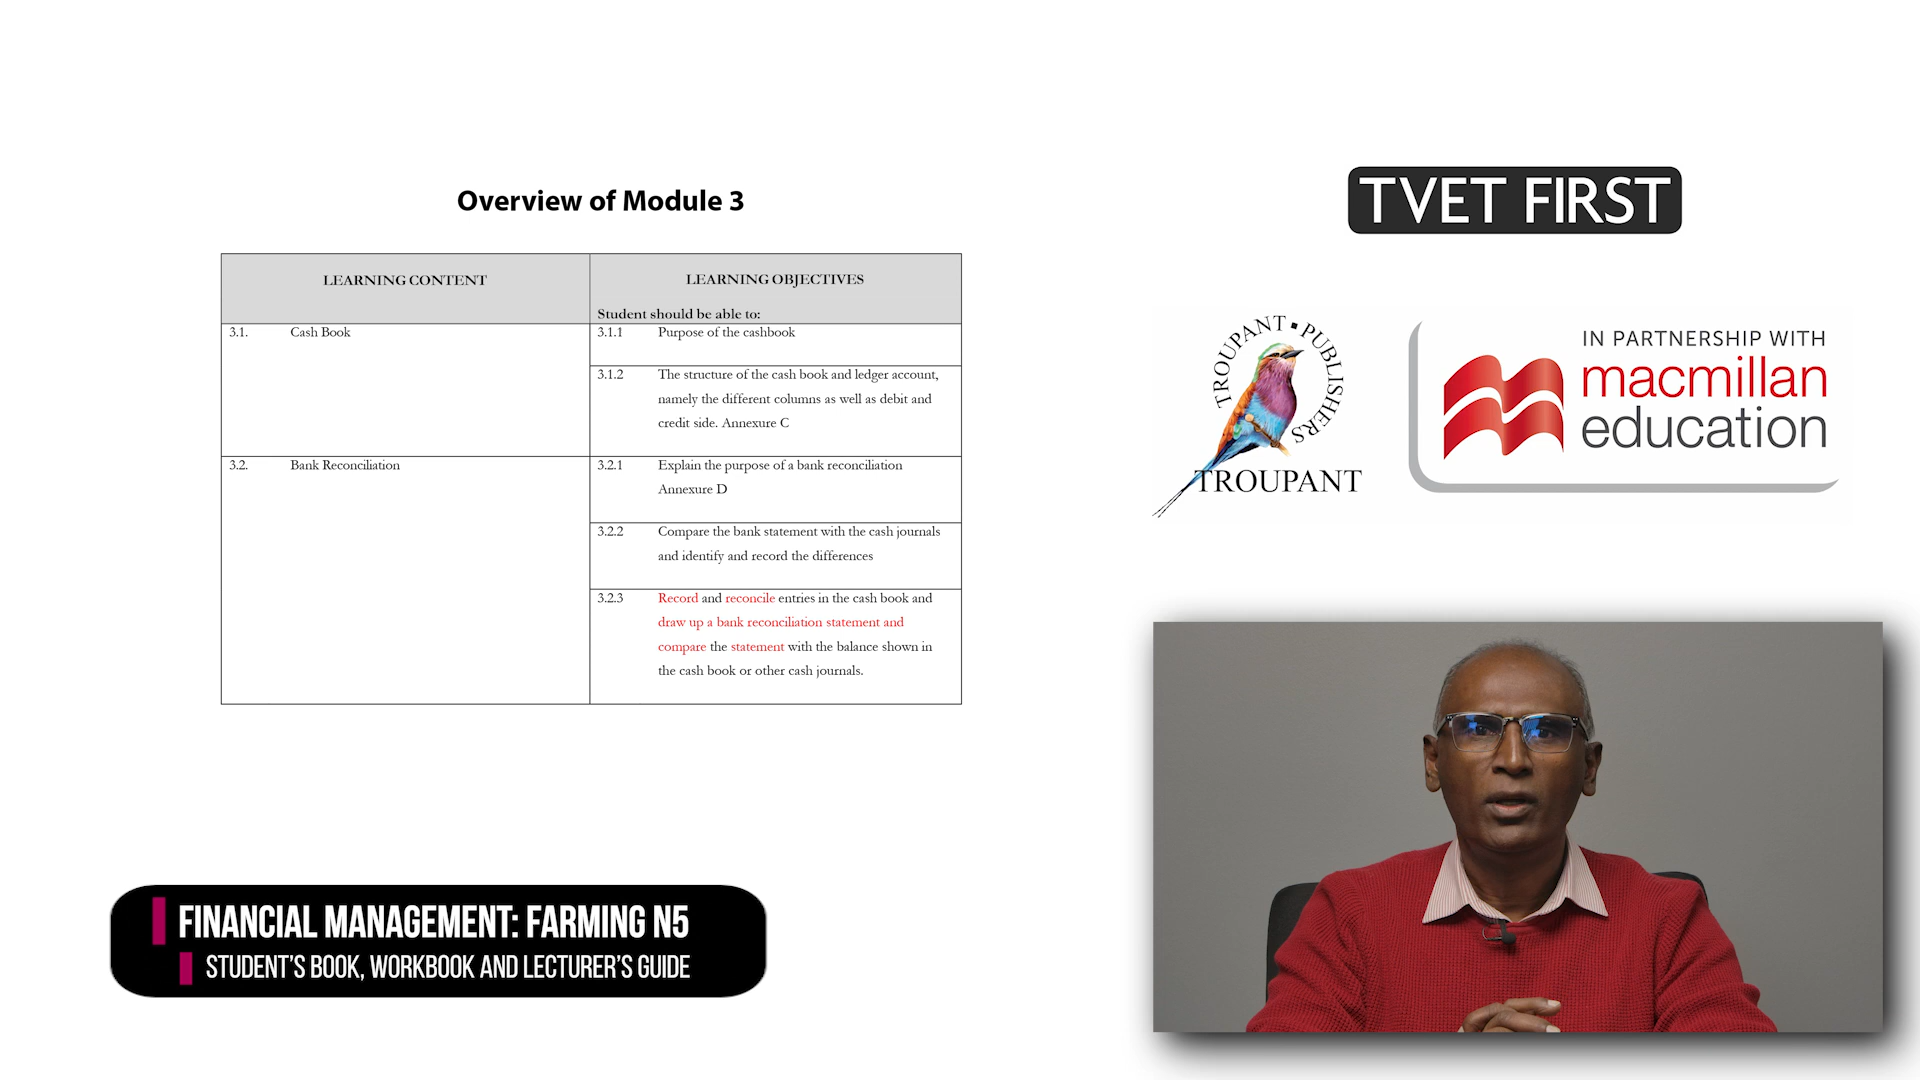 Overview of Module 3
LEARNING CONTENT
LEARNING OBJECTIVES
Student should be able to:
3.1. Cash Book
3.1.1 Purpose of the cashbook
3.1.2 The structure of the cash book and ledger account,
namely the different columns as well as debit and
credit side. Annexure C
3.2. Bank Reconciliation
3.2.1 Explain the purpose of a bank reconciliation
Annexure D
3.2.2 Compare the bank statement with the cash journals
and identify and record the differences
3.2.3 Record and reconcile entries in the cash book and
draw up a bank reconciliation statement and
compare the statement with the balance shown in
the cash book or other cash journals.
TVET FIRST
TROUPANT▪PUBLISHERS
TROUPANT
IN PARTNERSHIP WITH
macmillan
education
FINANCIAL MANAGEMENT: FARMING N5
STUDENT'S BOOK, WORKBOOK AND LECTURER'S GUIDE